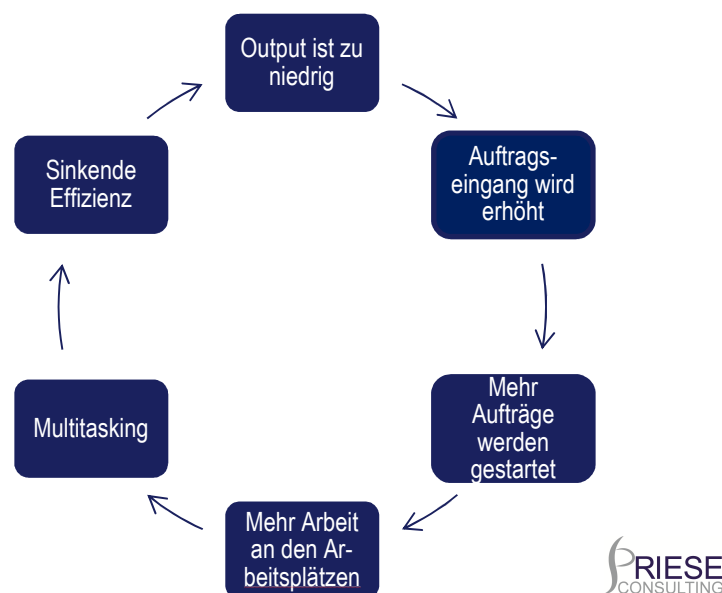 Output ist zu
niedrig
Auftrags-
eingang wird
erhöht
Mehr
Aufträge
werden
gestartet
Mehr Arbeit
an den Ar-
beitsplätzen
Multitasking
Sinkende
Effizienz
PRIESE
CONSULTING